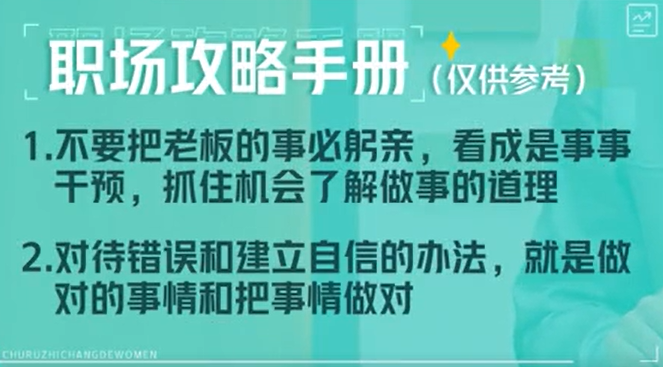 职场攻略手册（仅供参考）
1.不要把老板的事必躬亲，看成是事事
干预，抓住机会了解做事的道理
2.对待错误和建立自信的办法，就是做
对的事情和把事情做对
CHURUZHICHANGDEWOMEN